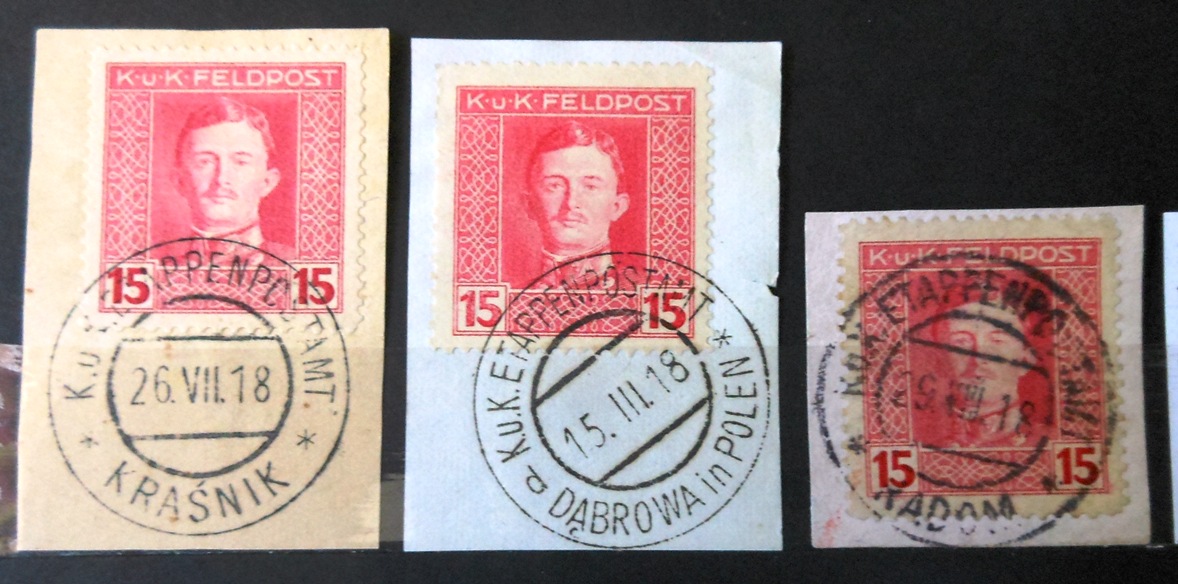 K·u·K·FELDPOST
15 15
26.VII.18
* KRAŚNIK *
K·u·K·FELDPOST
15 15
K.u.K.ETAPPENPOSTAMT
15.III.18
a DĄBROWA in POLEN *
K·u·K·FELDPOST
15 15
18
RADOM